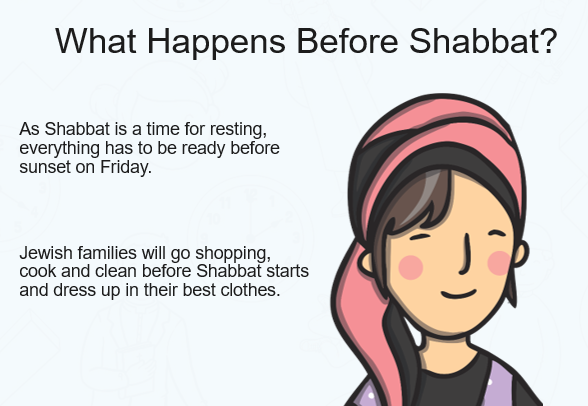 What Happens Before Shabbat?
As Shabbat is a time for resting,
everything has to be ready before
sunset on Friday.
Jewish families will go shopping,
cook and clean before Shabbat starts
and dress up in their best clothes.